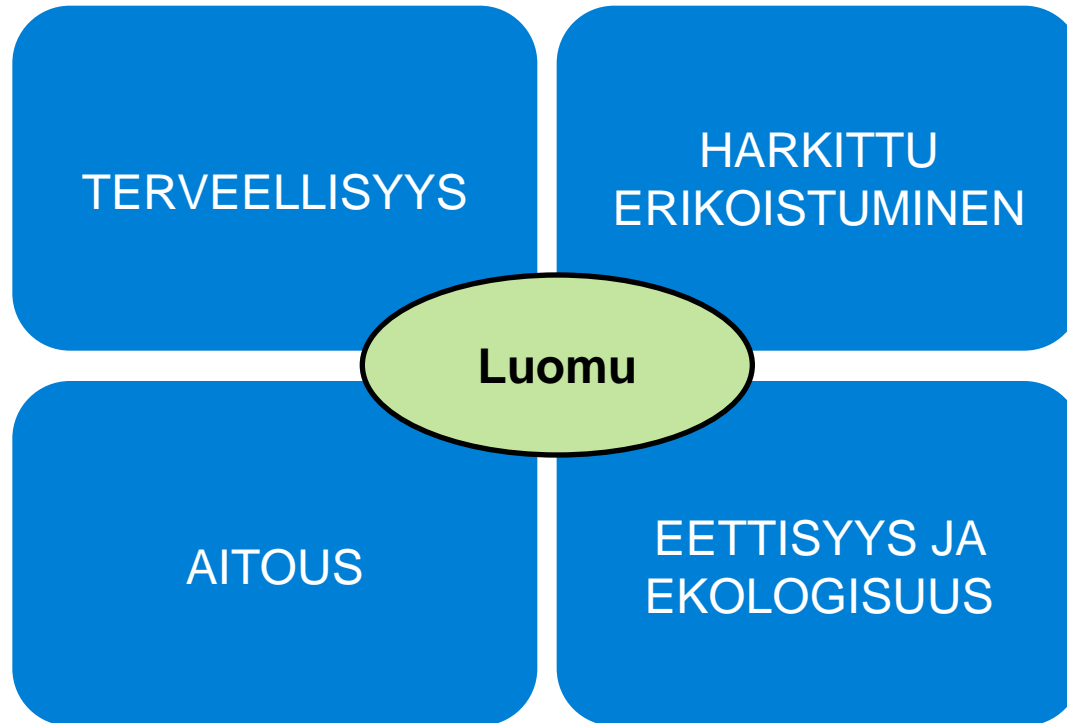 TERVEELLISYYS
HARKITTU
ERIKOISTUMINEN
Luomu
AITOUS
EETTISYYS JA
EKOLOGISUUS